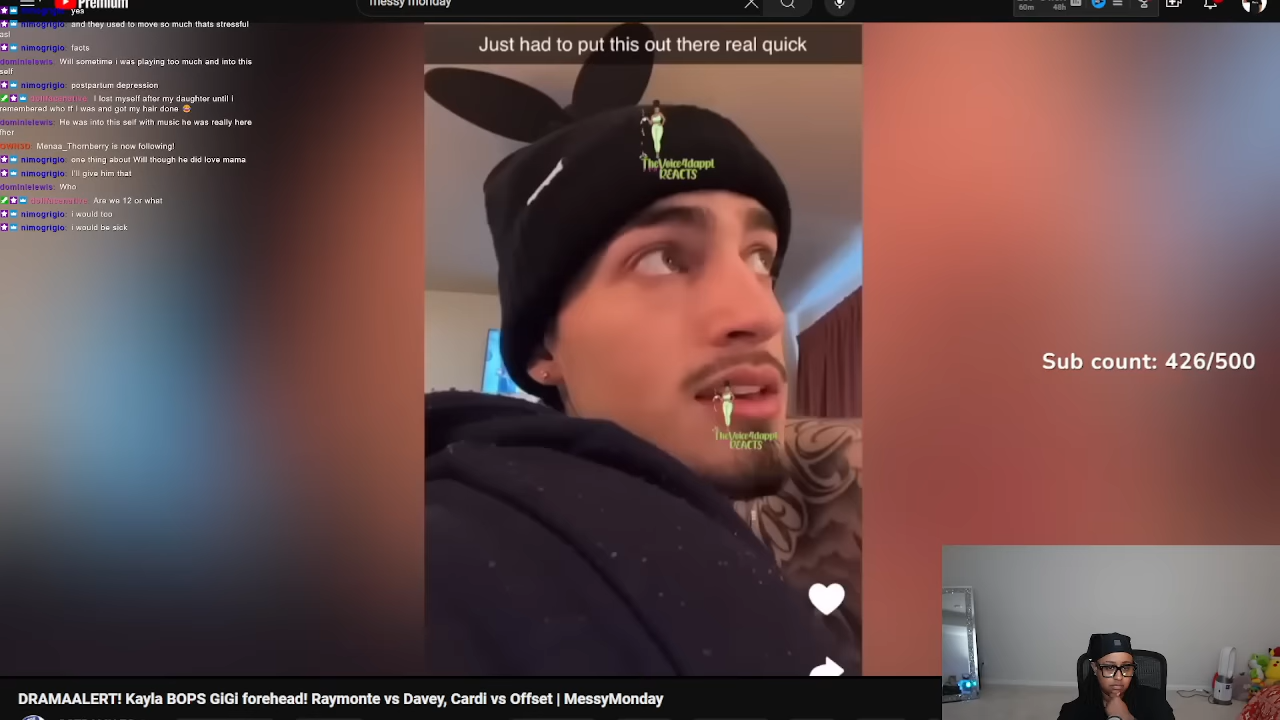 Premium
messy monday
60m
48h
nimogrigio: yes
and they used to move so much thats stressful
asl
nimogrigio: facts
dominielewis: Will sometime i was playing too much and into this
self
nimogrigio: postpartum depression
I lost myself after my daughter until I
remembered who tf I was and got my hair done
dominielewis: He was into this self with music he was really here
fhor
Menaa_Thornberry is now following!
nimogrigio: one thing about Will though he did love mama
nimogrigio: I'll give him that
dominielewis: Who
Are we 12 or what
nimogrigio: i would too
nimogrigio: i would be sick
Just had to put this out there real quick
TheVoice4dappl
REACTS
TheVoice4dappl
REACTS
Sub count: 426/500
DRAMAALERT! Kayla BOPS GiGi forehead! Raymonte vs Davey, Cardi vs Offset | MessyMonday